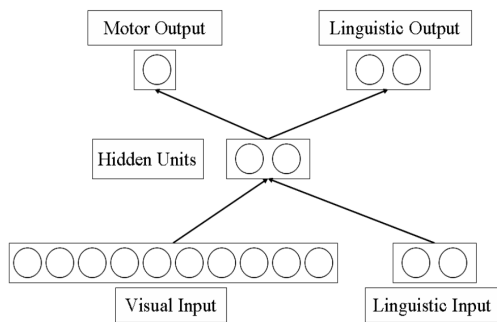 Motor Output
Linguistic Output
Hidden Units
Visual Input
Linguistic Input